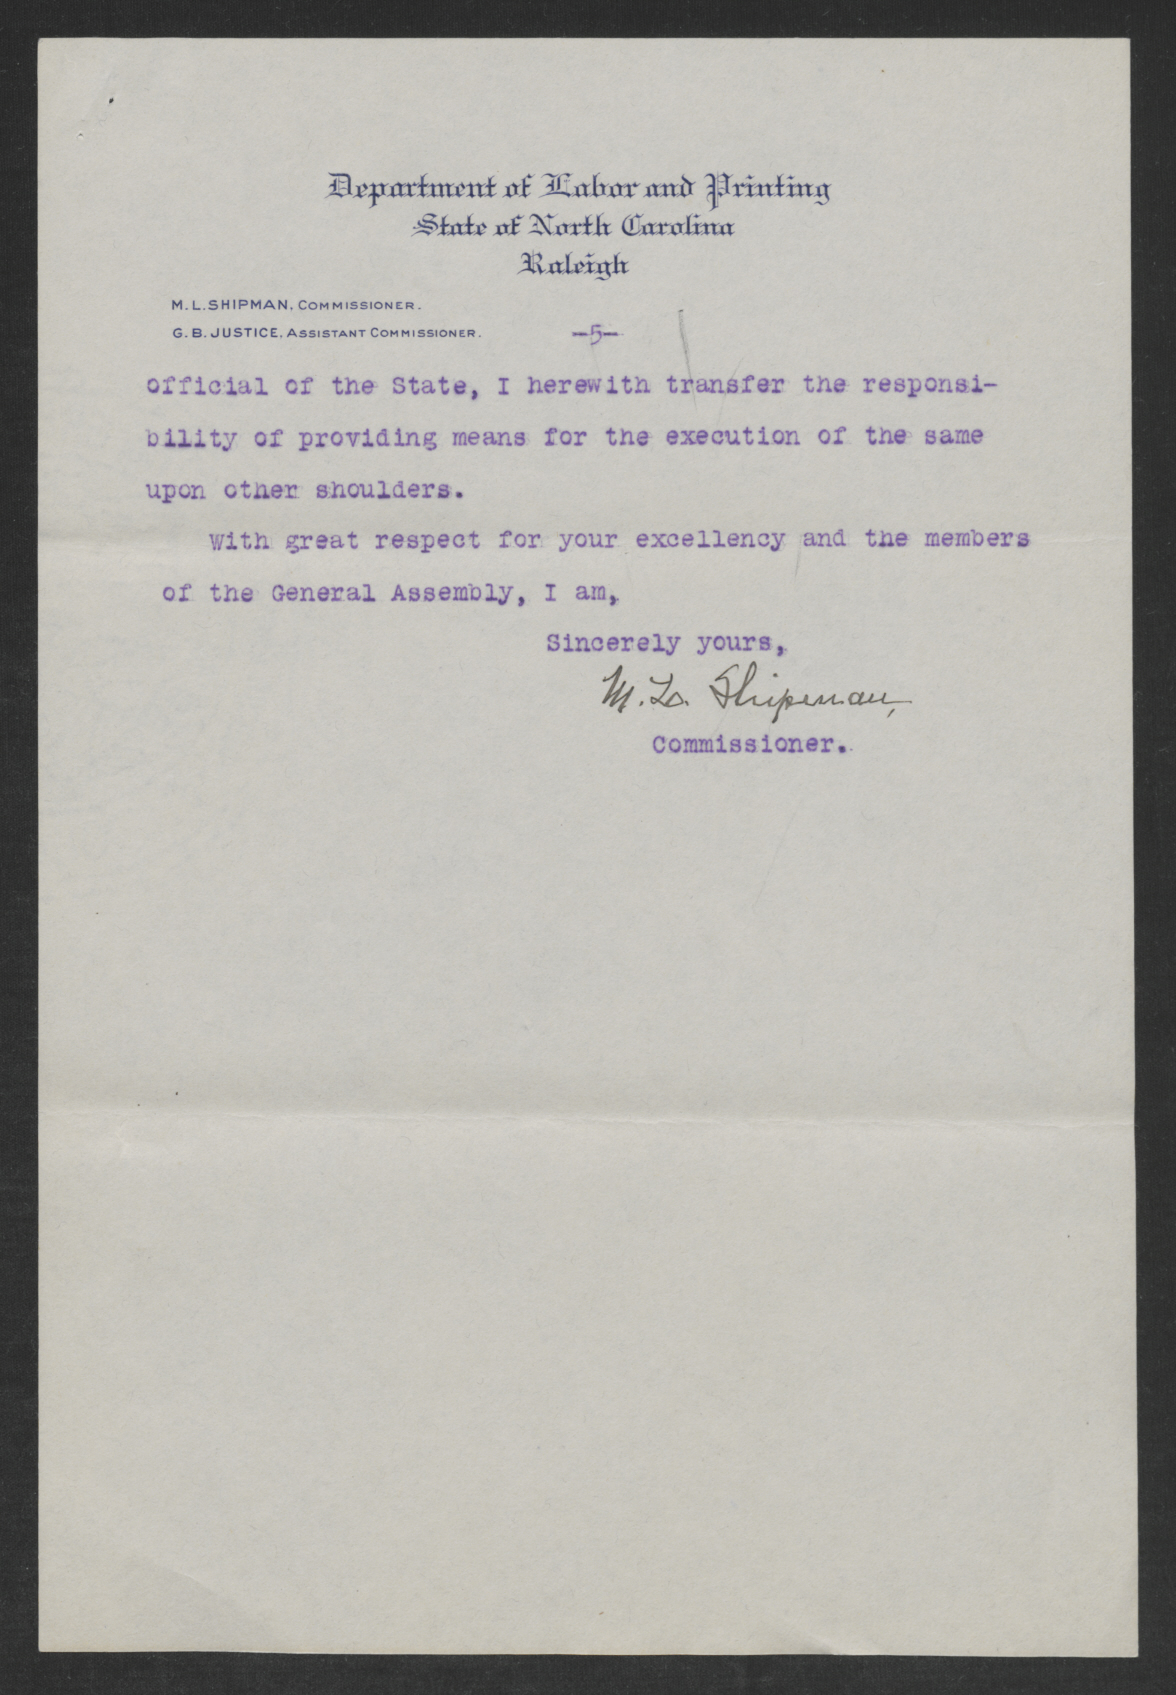 Department of Labor and Printing
State of North Carolina
Raleigh
M. L. SHIPMAN, COMMISSIONER.
G. B. JUSTICE, ASSISTANT COMMISSIONER.
-5-
official of the State, I herewith transfer the responsi-
bility of providing means for the execution of the same
upon other shoulders.
With great respect for your excellency and the members
of the General Assembly, I am,
Sincerely yours,
M. L. Shipman,
Commissioner.